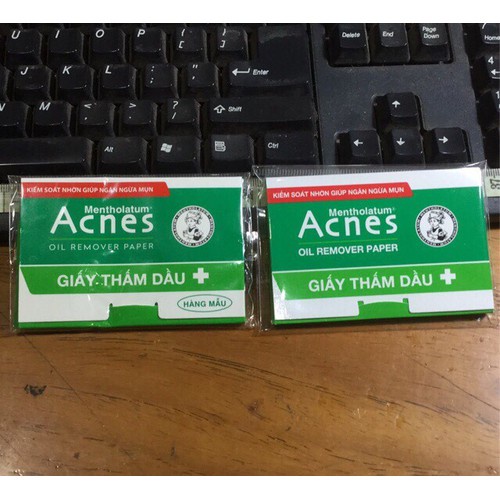 Y U I O P { [ } ] | \
Delete End Page Down
H J K L : ; " ' Enter
N M < , > . ? / Shift
Ctrl
KIỂM SOÁT NHỜN GIÚP NGĂN NGỪA MỤN
Mentholatum®
Acnes
OIL REMOVER PAPER
GIẤY THẤM DẦU
HÀNG MẪU
KIỂM SOÁT NHỜN GIÚP NGĂN NGỪA MỤN
Mentholatum®
Acnes
OIL REMOVER PAPER
GIẤY THẤM DẦU